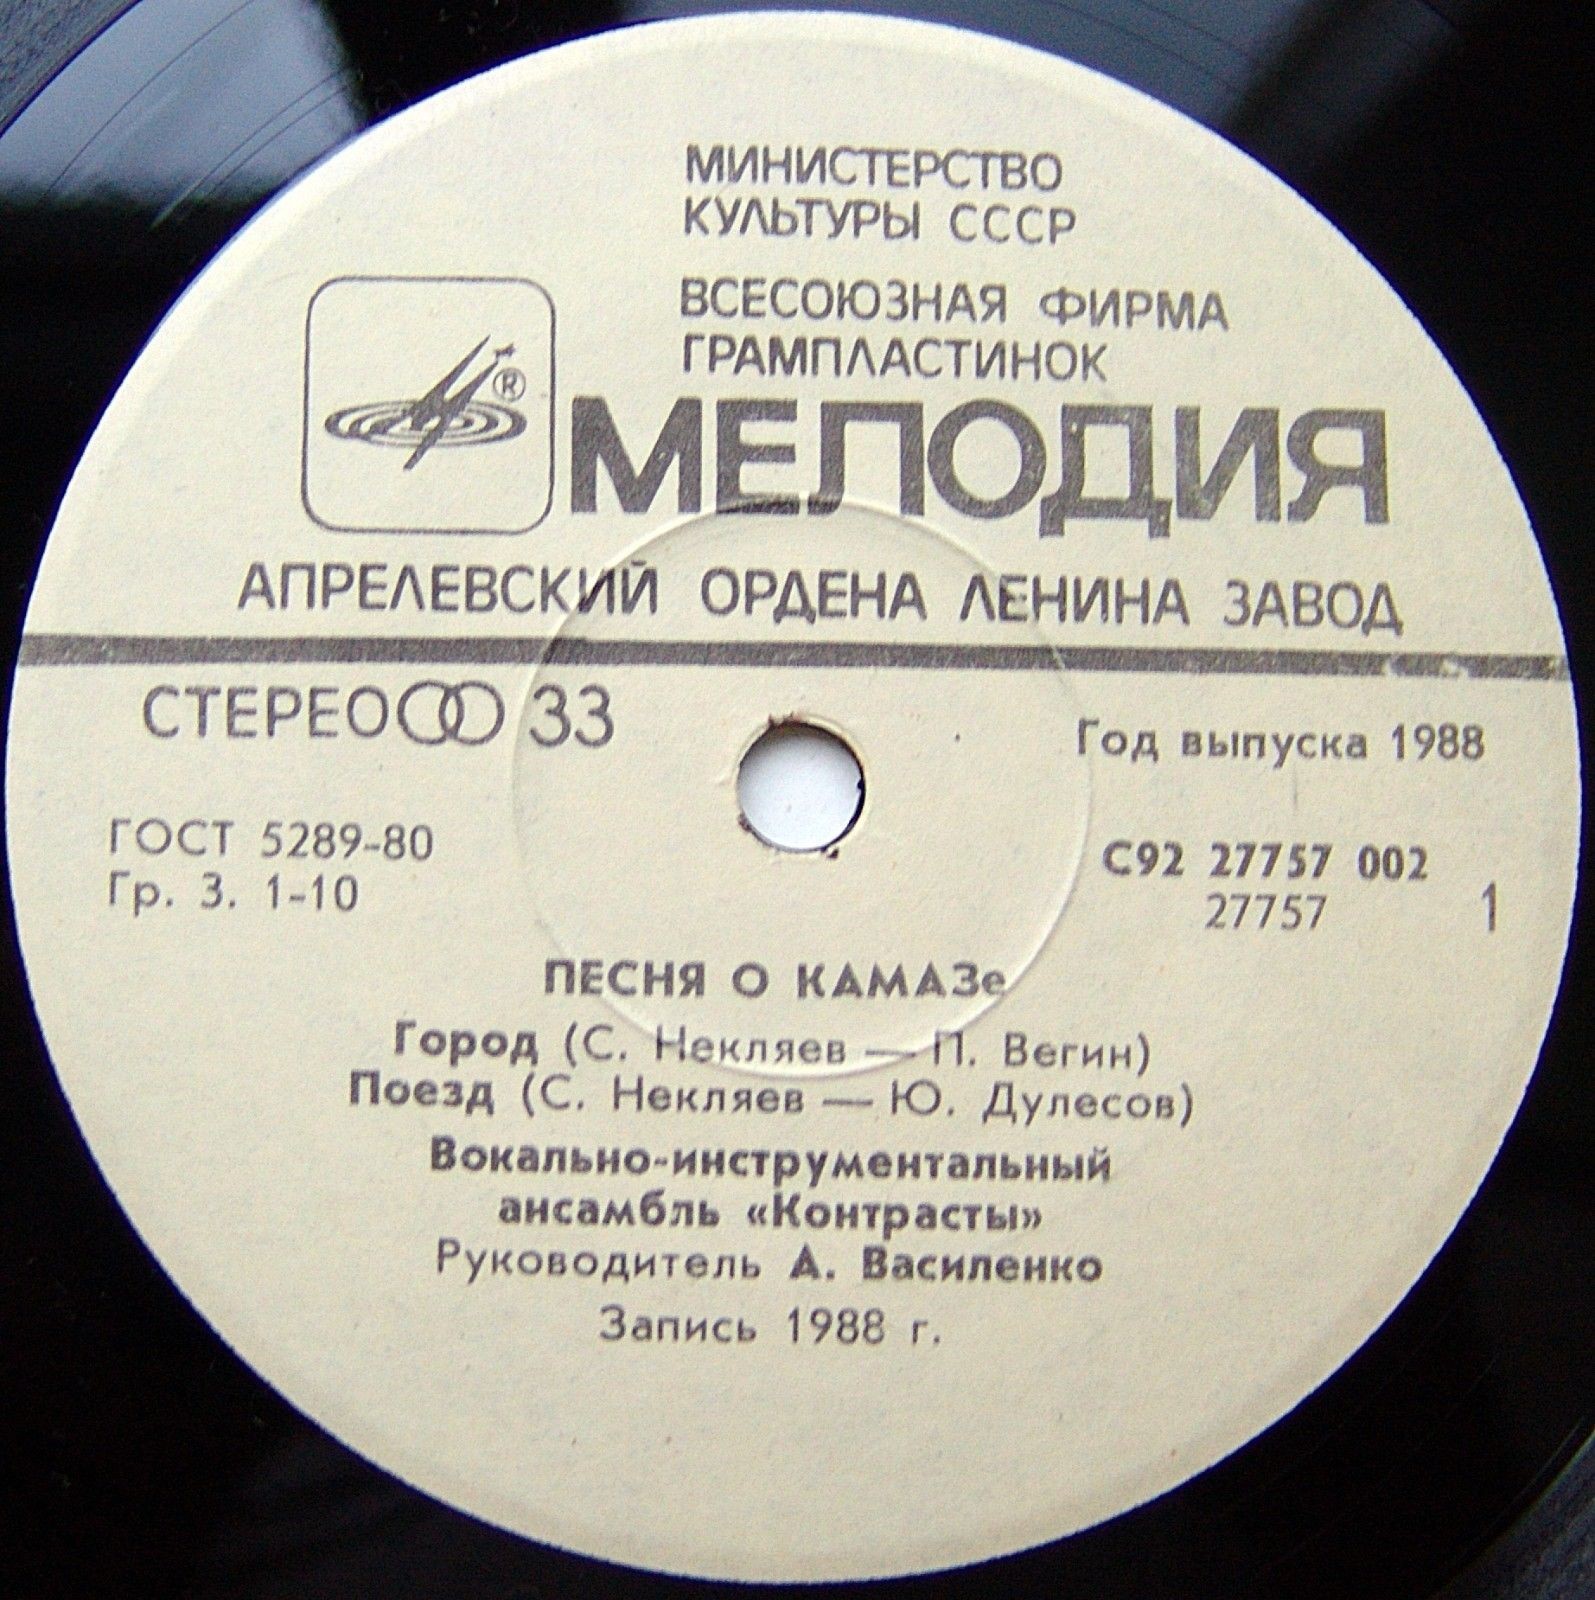 МИНИСТЕРСТВО
КУЛЬТУРЫ СССР
ВСЕСОЮЗНАЯ ФИРМА
ГРАМПЛАСТИНОК
®
МЕЛОДИЯ
АПРЕЛЕВСКИЙ ОРДЕНА ЛЕНИНА ЗАВОД
СТЕРЕО 33
Год выпуска 1988
ГОСТ 5289-80
Гр. 3. 1-10
С92 27757 002
27757
1
ПЕСНЯ О КАМАЗе
Город (С. Некляев — П. Вегин)
Поезд (С. Некляев — Ю. Дулесов)
Вокально-инструментальный
ансамбль «Контрасты»
Руководитель А. Василенко
Запись 1988 г.